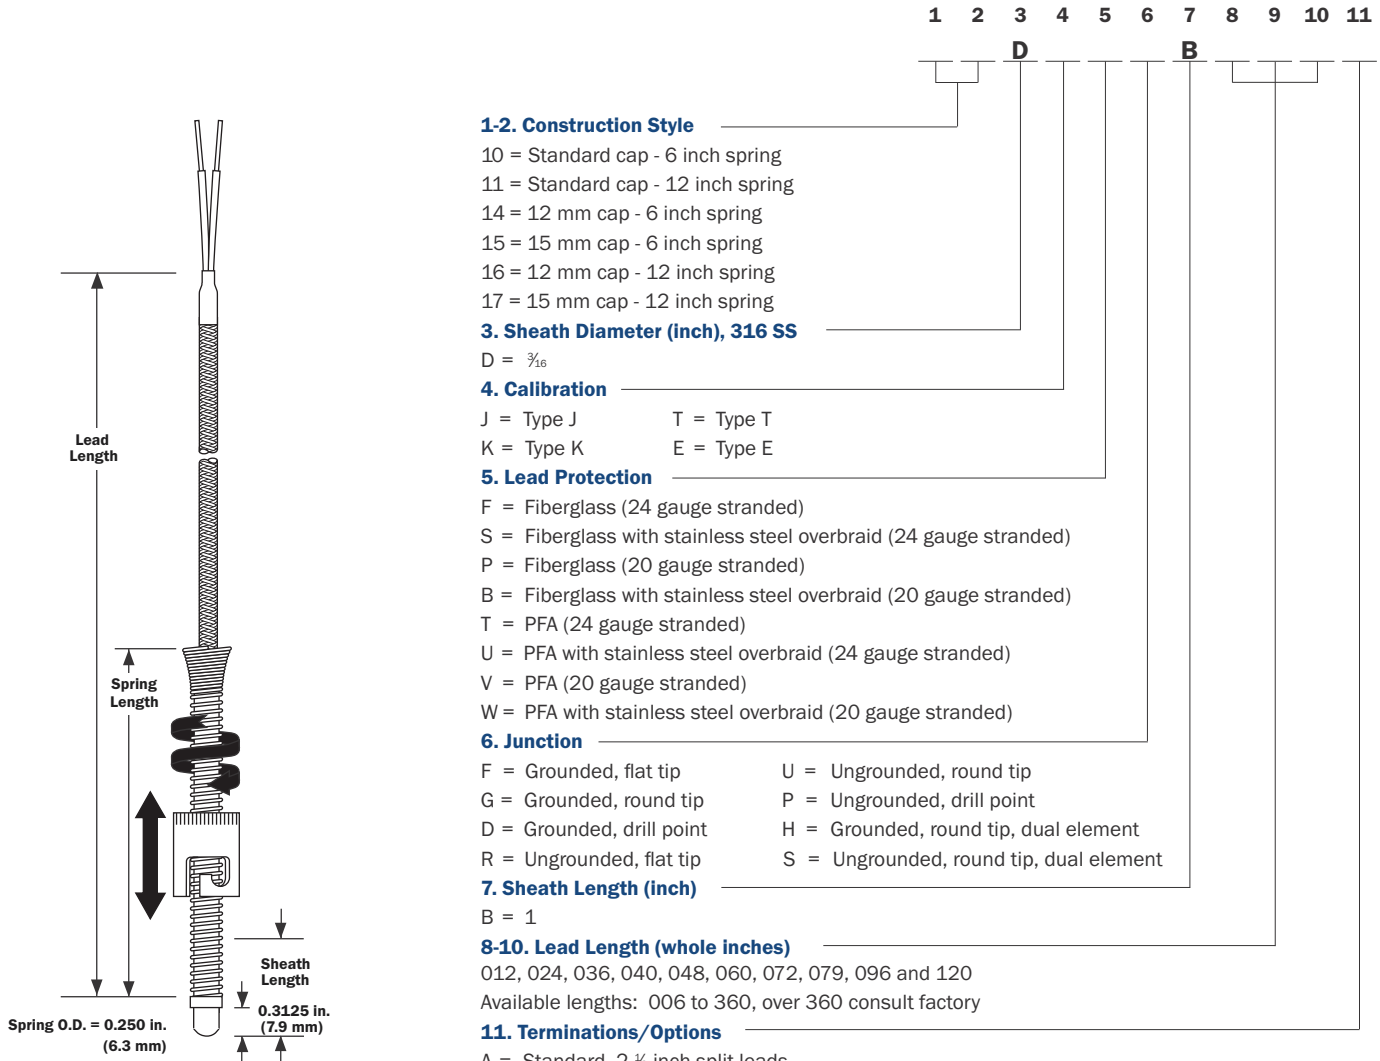 1 2 3 4 5 6 7 8 9 10 11
D B
1-2. Construction Style
10 = Standard cap - 6 inch spring
11 = Standard cap - 12 inch spring
14 = 12 mm cap - 6 inch spring
15 = 15 mm cap - 6 inch spring
16 = 12 mm cap - 12 inch spring
17 = 15 mm cap - 12 inch spring
3. Sheath Diameter (inch), 316 SS
D = 3⁄16
4. Calibration
J = Type J T = Type T
K = Type K E = Type E
5. Lead Protection
F = Fiberglass (24 gauge stranded)
S = Fiberglass with stainless steel overbraid (24 gauge stranded)
P = Fiberglass (20 gauge stranded)
B = Fiberglass with stainless steel overbraid (20 gauge stranded)
T = PFA (24 gauge stranded)
U = PFA with stainless steel overbraid (24 gauge stranded)
V = PFA (20 gauge stranded)
W = PFA with stainless steel overbraid (20 gauge stranded)
6. Junction
F = Grounded, flat tip U = Ungrounded, round tip
G = Grounded, round tip P = Ungrounded, drill point
D = Grounded, drill point H = Grounded, round tip, dual element
R = Ungrounded, flat tip S = Ungrounded, round tip, dual element
7. Sheath Length (inch)
B = 1
8-10. Lead Length (whole inches)
012, 024, 036, 040, 048, 060, 072, 079, 096 and 120
Available lengths: 006 to 360, over 360 consult factory
11. Terminations/Options
A = Standard, 2 inch split leads
Lead
Length
Spring
Length
Sheath
Length
0.3125 in.
(7.9 mm)
Spring O.D. = 0.250 in.
(6.3 mm)